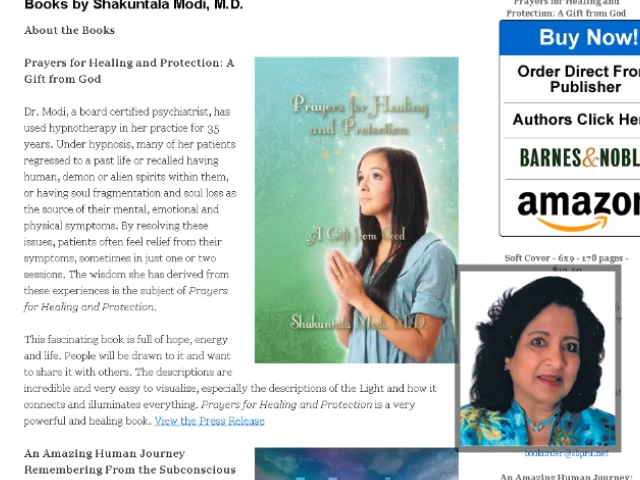 Books by Shakuntala Modi, M.D.
About the Books
Prayers for Healing and Protection: A
Gift from God
Dr. Modi, a board certified psychiatrist, has
used hypnotherapy in her practice for 35
years. Under hypnosis, many of her patients
regressed to a past life or recalled having
human, demon or alien spirits within them,
or having soul fragmentation and soul loss as
the source of their mental, emotional and
physical symptoms. By resolving these
issues, patients often feel relief from their
symptoms, sometimes in just one or two
sessions. The wisdom she has derived from
these experiences is the subject of Prayers
for Healing and Protection.
This fascinating book is full of hope, energy
and life. People will be drawn to it and want
to share it with others. The descriptions are
incredible and very easy to visualize, especially the descriptions of the Light and how it
connects and illuminates everything. Prayers for Healing and Protection is a very
powerful and healing book. View the Press Release
An Amazing Human Journey
Remembering From the Subconscious
Prayers for Healing
and Protection
A Gift from God
Shakuntala Modi, M.D.
Prayers for Healing and
Protection: A Gift from God
Buy Now!
Order Direct Fro
Publisher
Authors Click He
BARNES&NOBL
amazon
Soft Cover - 6x9 - 178 pages -
bookorder@sbpra.net
An Amazing Human Journey: